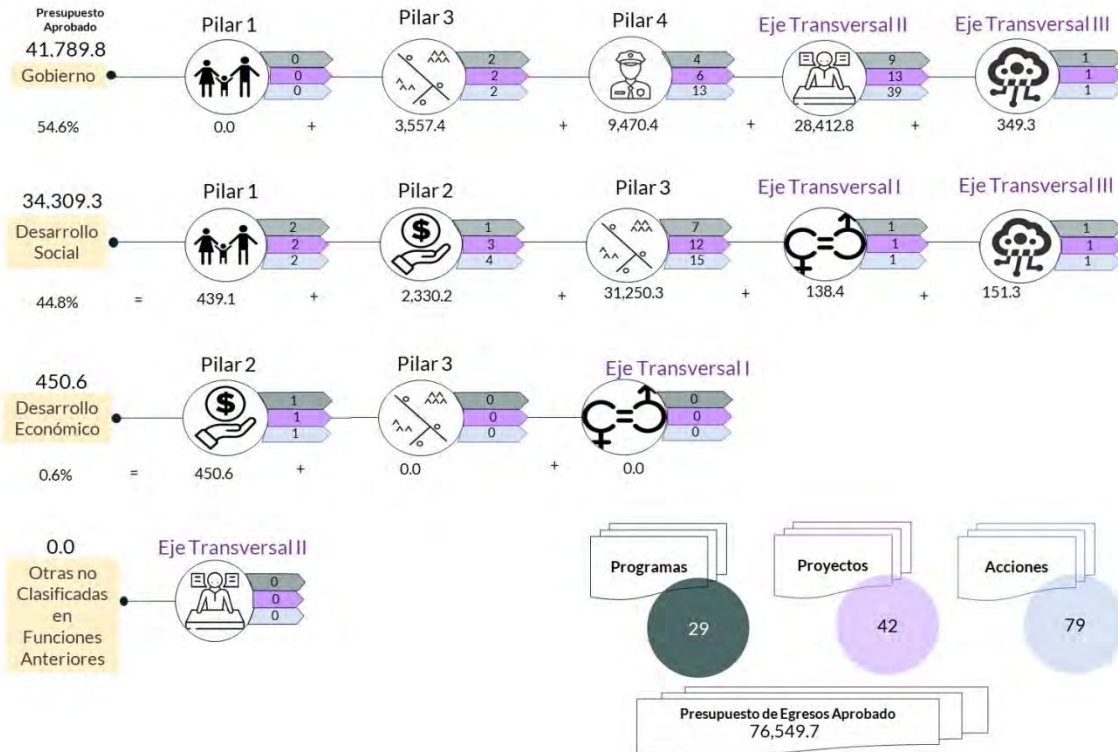 Presupuesto
Aprobado
41.789.8
Gobierno
54.6%
Pilar 1
0
0
0
0.0
+
Pilar 3
2
2
2
3,557.4
+
Pilar 4
4
6
13
9,470.4
+
Eje Transversal II
9
13
39
28,412.8
+
Eje Transversal III
1
1
1
349.3
34,309.3
Desarrollo
Social
44.8%
=
Pilar 1
2
2
2
439.1
+
Pilar 2
$
1
3
4
2,330.2
+
Pilar 3
7
12
15
31,250.3
+
Eje Transversal I
1
1
1
138.4
+
Eje Transversal III
1
1
1
151.3
450.6
Desarrollo
Económico
0.6%
=
Pilar 2
$
1
1
1
450.6
+
Pilar 3
0
0
0
0.0
+
Eje Transversal I
0
0
0
0.0
0.0
Otras no
Clasificadas
en
Funciones
Anteriores
Eje Transversal II
0
0
0
Programas
29
Proyectos
42
Acciones
79
Presupuesto de Egresos Aprobado
76,549.7